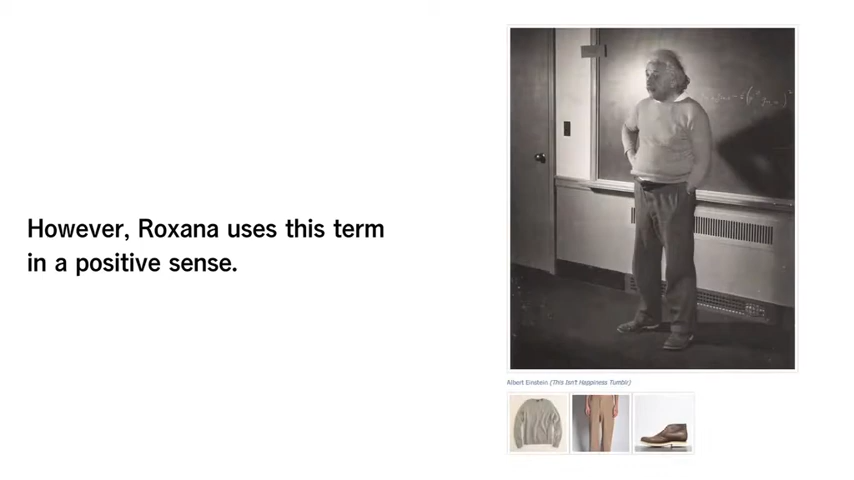 However, Roxana uses this term
in a positive sense.
Albert Einstein (This Isn't Happiness Tumblr)